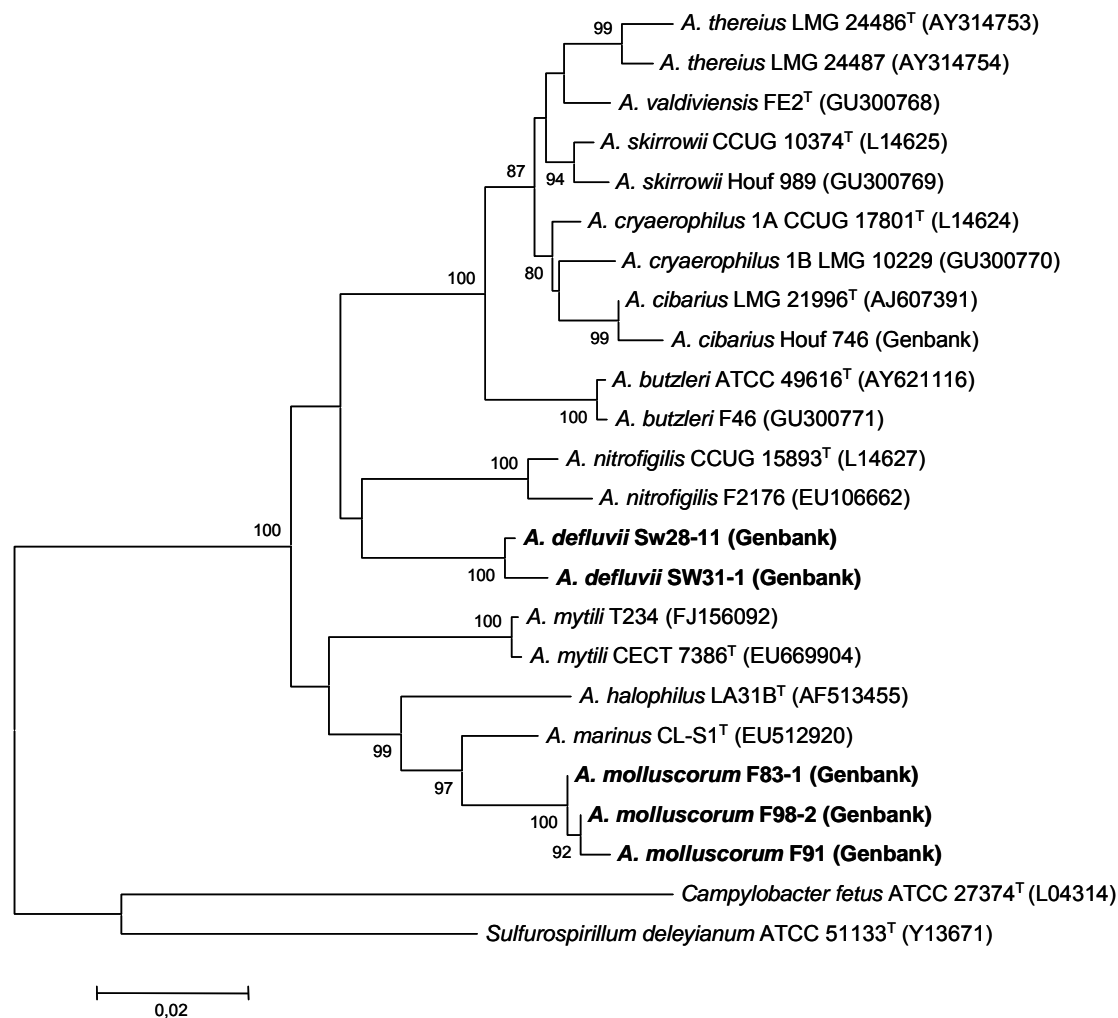 99
A. thereius LMG 24486ᵀ (AY314753)
A. thereius LMG 24487 (AY314754)
A. valdiviensis FE2ᵀ (GU300768)
A. skirrowii CCUG 10374ᵀ (L14625)
87
94
A. skirrowii Houf 989 (GU300769)
A. cryaerophilus 1A CCUG 17801ᵀ (L14624)
A. cryaerophilus 1B LMG 10229 (GU300770)
80
100
A. cibarius LMG 21996ᵀ (AJ607391)
99
A. cibarius Houf 746 (Genbank)
A. butzleri ATCC 49616ᵀ (AY621116)
100
A. butzleri F46 (GU300771)
100
A. nitrofigilis CCUG 15893ᵀ (L14627)
A. nitrofigilis F2176 (EU106662)
100
A. defluvii Sw28-11 (Genbank)
100
A. defluvii SW31-1 (Genbank)
100
A. mytili T234 (FJ156092)
A. mytili CECT 7386ᵀ (EU669904)
A. halophilus LA31Bᵀ (AF513455)
99
A. marinus CL-S1ᵀ (EU512920)
97
A. molluscorum F83-1 (Genbank)
100
A. molluscorum F98-2 (Genbank)
92
A. molluscorum F91 (Genbank)
Campylobacter fetus ATCC 27374ᵀ (L04314)
Sulfurospirillum deleyianum ATCC 51133ᵀ (Y13671)
0,02